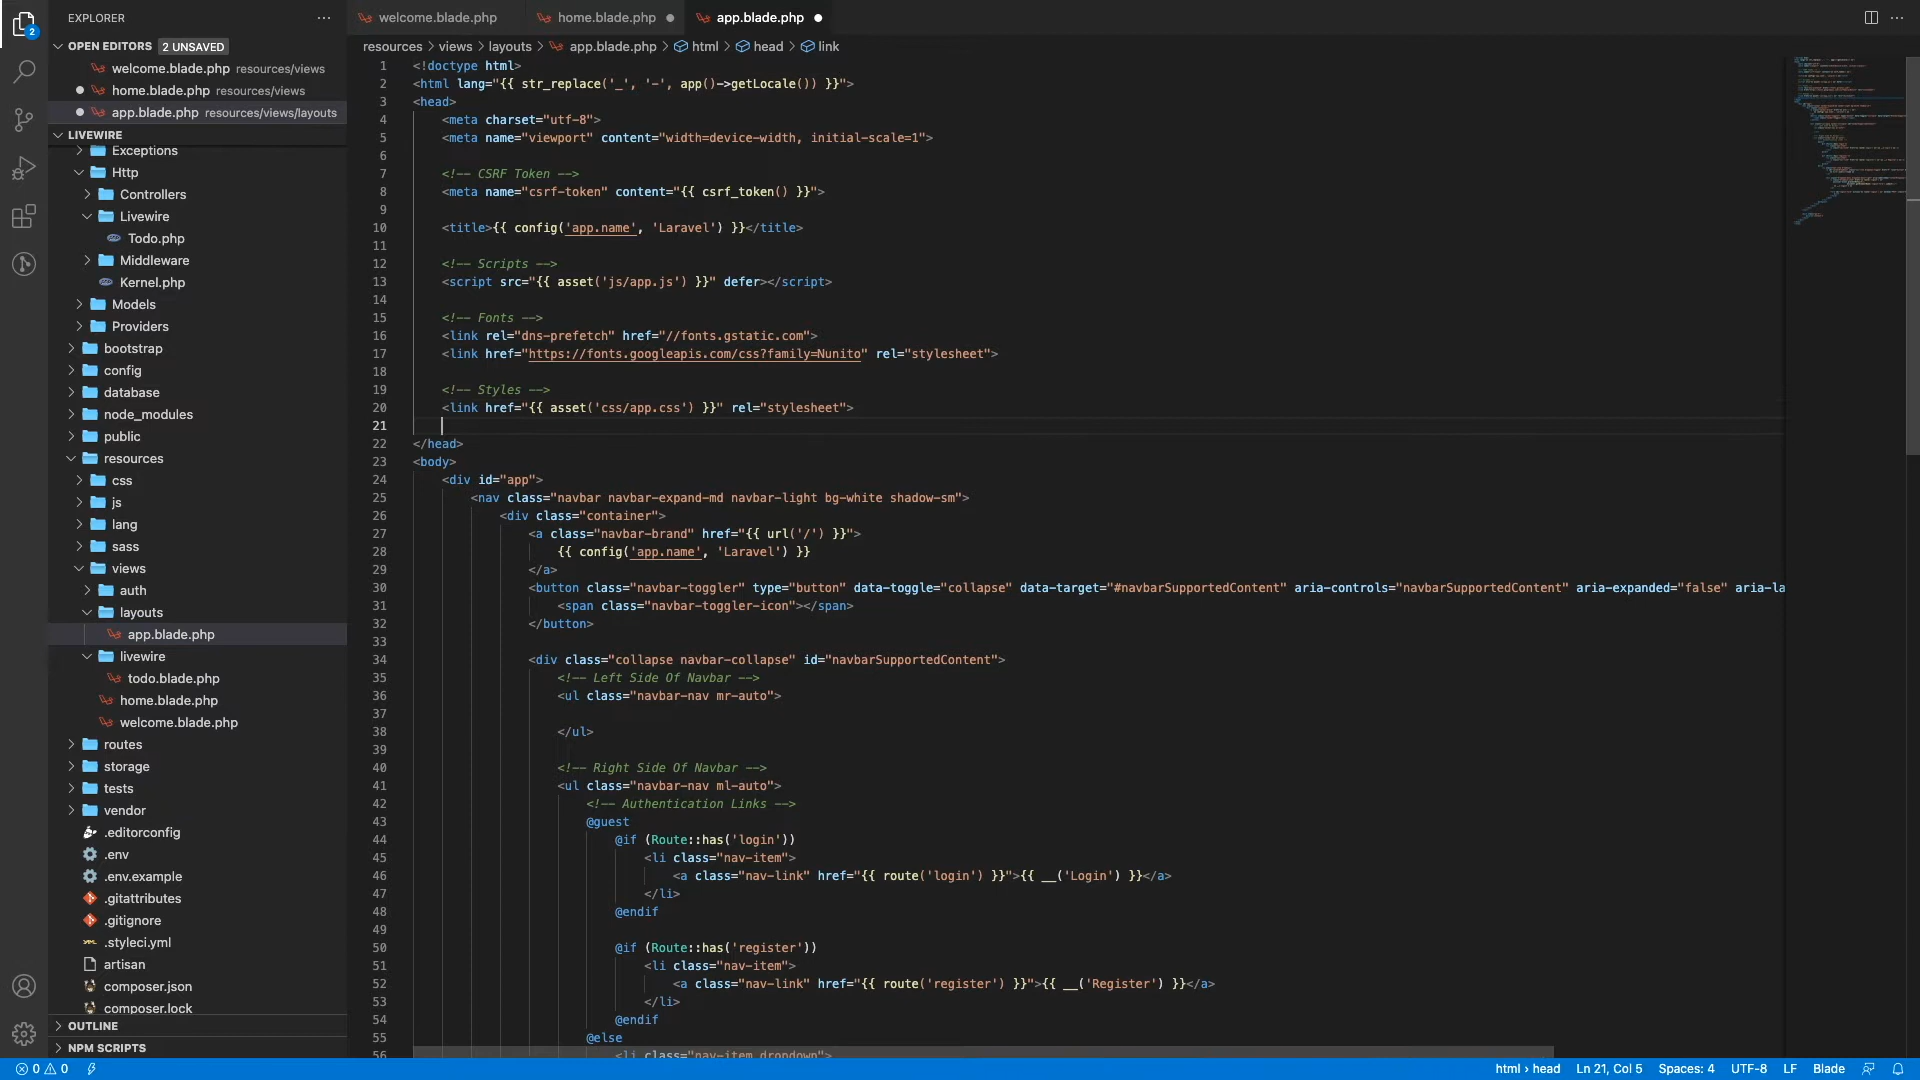 EXPLORER
OPEN EDITORS 2 UNSAVED
welcome.blade.php resources/views
home.blade.php resources/views
app.blade.php resources/views/layouts
LIVEWIRE
Exceptions
Http
Controllers
Livewire
Todo.php
Middleware
Kernel.php
Models
Providers
bootstrap
config
database
node_modules
public
resources
css
js
lang
sass
views
auth
layouts
app.blade.php
livewire
todo.blade.php
home.blade.php
welcome.blade.php
routes
storage
tests
vendor
.editorconfig
.env
.env.example
.gitattributes
.gitignore
.styleci.yml
artisan
composer.json
composer.lock
OUTLINE
NPM SCRIPTS
2
welcome.blade.php home.blade.php app.blade.php
resources > views > layouts > app.blade.php > html > head > link
1 <!doctype html>
2 <html lang="{{ str_replace('_', '-', app()->getLocale()) }}">
3 <head>
4 <meta charset="utf-8">
5 <meta name="viewport" content="width=device-width, initial-scale=1">
6
7 <!-- CSRF Token -->
8 <meta name="csrf-token" content="{{ csrf_token() }}">
9
10 <title>{{ config('app.name', 'Laravel') }}</title>
11
12 <!-- Scripts -->
13 <script src="{{ asset('js/app.js') }}" defer></script>
14
15 <!-- Fonts -->
16 <link rel="dns-prefetch" href="//fonts.gstatic.com">
17 <link href="https://fonts.googleapis.com/css?family=Nunito" rel="stylesheet">
18
19 <!-- Styles -->
20 <link href="{{ asset('css/app.css') }}" rel="stylesheet">
21
22 </head>
23 <body>
24 <div id="app">
25 <nav class="navbar navbar-expand-md navbar-light bg-white shadow-sm">
26 <div class="container">
27 <a class="navbar-brand" href="{{ url('/') }}">
28 {{ config('app.name', 'Laravel') }}
29 </a>
30 <button class="navbar-toggler" type="button" data-toggle="collapse" data-target="#navbarSupportedContent" aria-controls="navbarSupportedContent" aria-expanded="false" aria-la
31 <span class="navbar-toggler-icon"></span>
32 </button>
33
34 <div class="collapse navbar-collapse" id="navbarSupportedContent">
35 <!-- Left Side Of Navbar -->
36 <ul class="navbar-nav mr-auto">
37
38 </ul>
39
40 <!-- Right Side Of Navbar -->
41 <ul class="navbar-nav ml-auto">
42 <!-- Authentication Links -->
43 @guest
44 @if (Route::has('login'))
45 <li class="nav-item">
46 <a class="nav-link" href="{{ route('login') }}">{{ __('Login') }}</a>
47 </li>
48 @endif
49
50 @if (Route::has('register'))
51 <li class="nav-item">
52 <a class="nav-link" href="{{ route('register') }}">{{ __('Register') }}</a>
53 </li>
54 @endif
55 @else
56 <li class="nav-item dropdown">
0 0 html › head Ln 21, Col 5 Spaces: 4 UTF-8 LF Blade